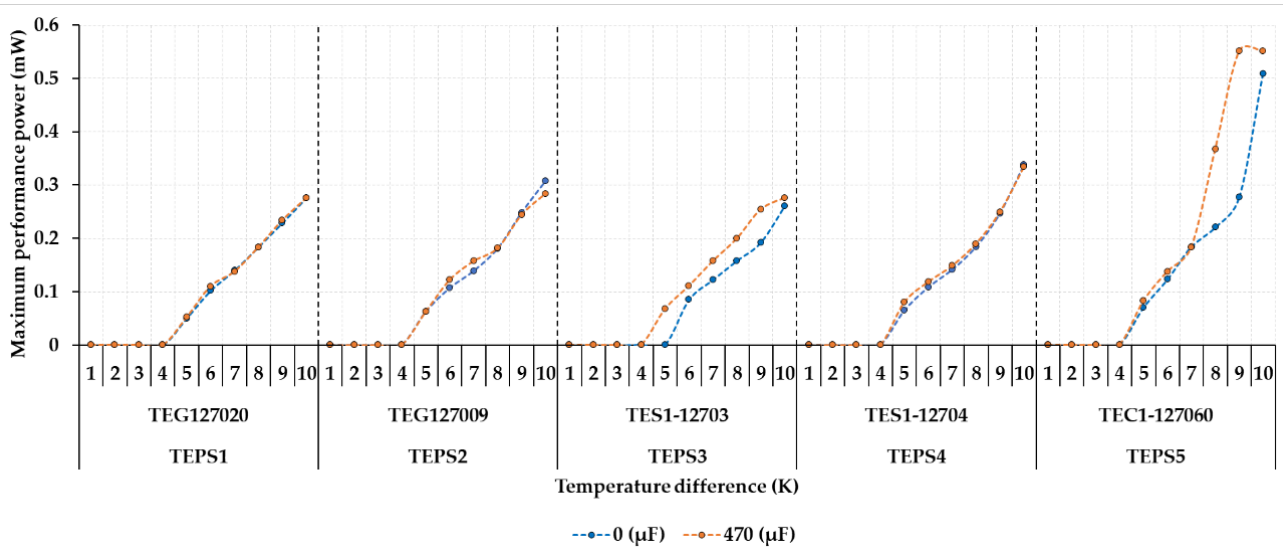 Maximum performance power (mW)
0.6
0.5
0.4
0.3
0.2
0.1
0
1 2 3 4 5 6 7 8 9 10 1 2 3 4 5 6 7 8 9 10 1 2 3 4 5 6 7 8 9 10 1 2 3 4 5 6 7 8 9 10 1 2 3 4 5 6 7 8 9 10
TEG127020 TEG127009 TES1-12703 TES1-12704 TEC1-127060
TEPS1 TEPS2 TEPS3 TEPS4 TEPS5
Temperature difference (K)
0 (μF) 470 (μF)